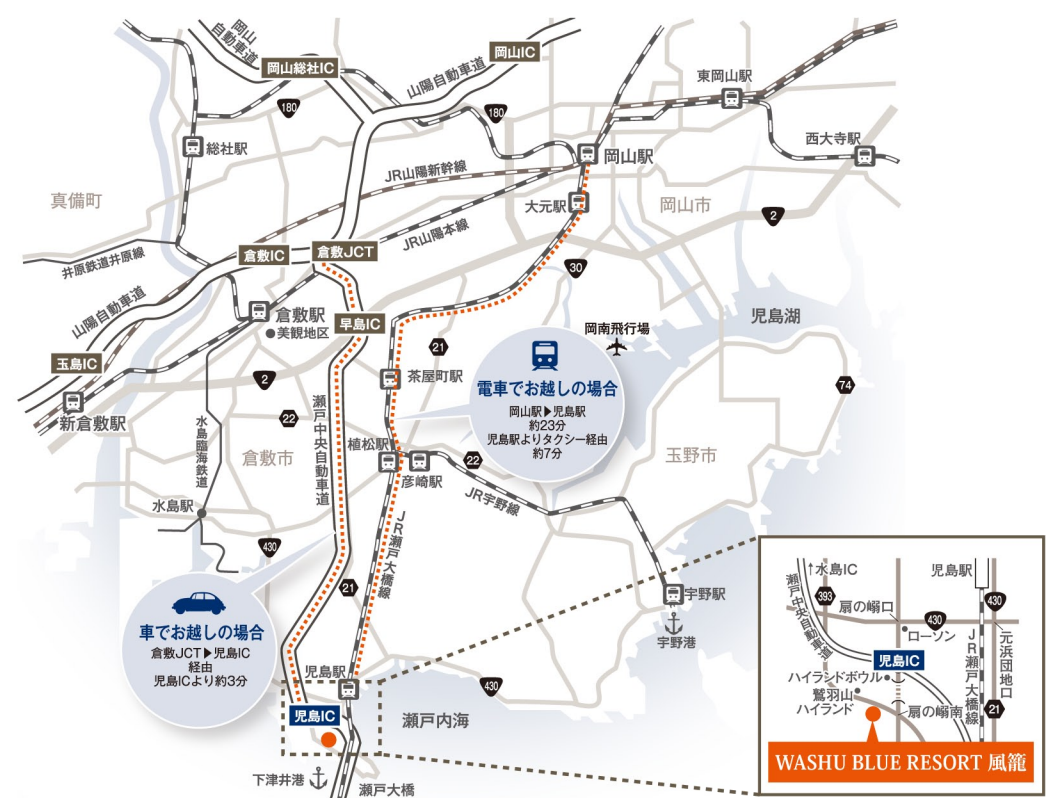 岡山
自動車道
岡山総社IC
岡山IC
山陽自動車道
180
180
東岡山駅
西大寺駅
総社駅
岡山駅
JR山陽新幹線
真備町
大元駅
岡山市
2
JR山陽本線
井原鉄道井原線
倉敷IC
倉敷JCT
30
山陽自動車道
倉敷駅
美観地区
早島IC
児島湖
岡南飛行場
21
玉島IC
2
茶屋町駅
74
新倉敷駅
22
電車でお越しの場合
岡山駅▶児島駅
約23分
児島駅よりタクシー経由
約7分
水島臨海鉄道
倉敷市
瀬戸中央自動車道
植松駅
彦崎駅
22
玉野市
JR宇野線
水島駅
430
JR瀬戸大橋線
21
宇野駅
宇野港
車でお越しの場合
倉敷JCT▶児島IC
経由
児島ICより約3分
児島駅
430
児島IC
瀬戸内海
下津井港
瀬戸大橋
↑水島IC
児島駅
瀬戸中央自動車道
393
430
扇の嵶口
430
ローソン
元浜団地口
JR瀬戸大橋線
児島IC
ハイランドボウル
鷲羽山
ハイランド
扇の嵶南
21
WASHU BLUE RESORT 風籠